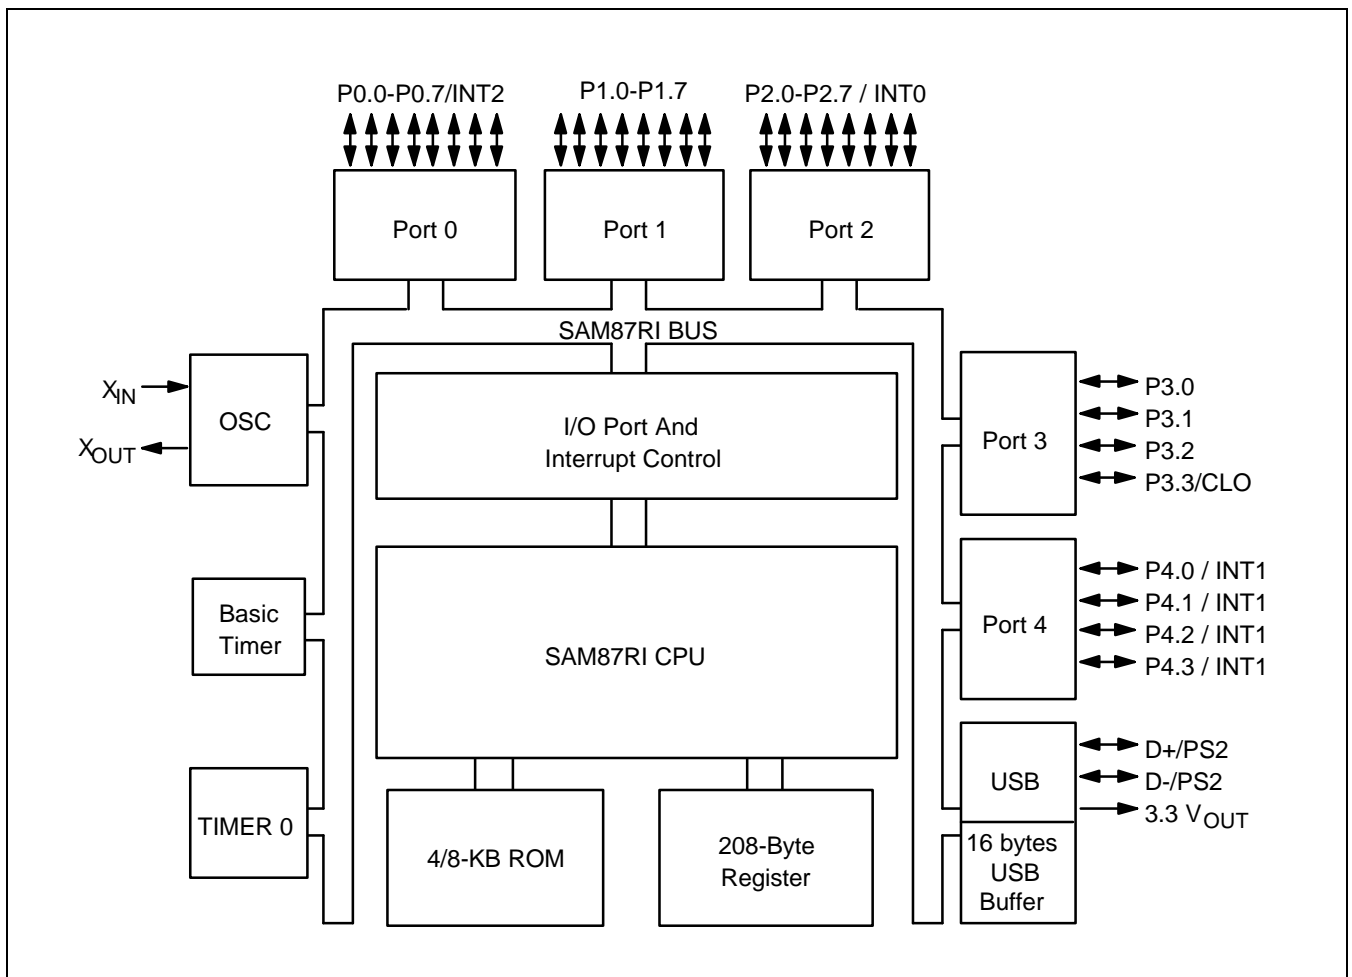 P0.0-P0.7/INT2
P1.0-P1.7
P2.0-P2.7 / INT0
Port 0
Port 1
Port 2
SAM87RI BUS
XIN
XOUT
OSC
I/O Port And
Interrupt Control
Port 3
P3.0
P3.1
P3.2
P3.3/CLO
Basic
Timer
SAM87RI CPU
Port 4
P4.0 / INT1
P4.1 / INT1
P4.2 / INT1
P4.3 / INT1
TIMER 0
4/8-KB ROM
208-Byte
Register
USB
D+/PS2
D-/PS2
3.3 VOUT
16 bytes
USB
Buffer